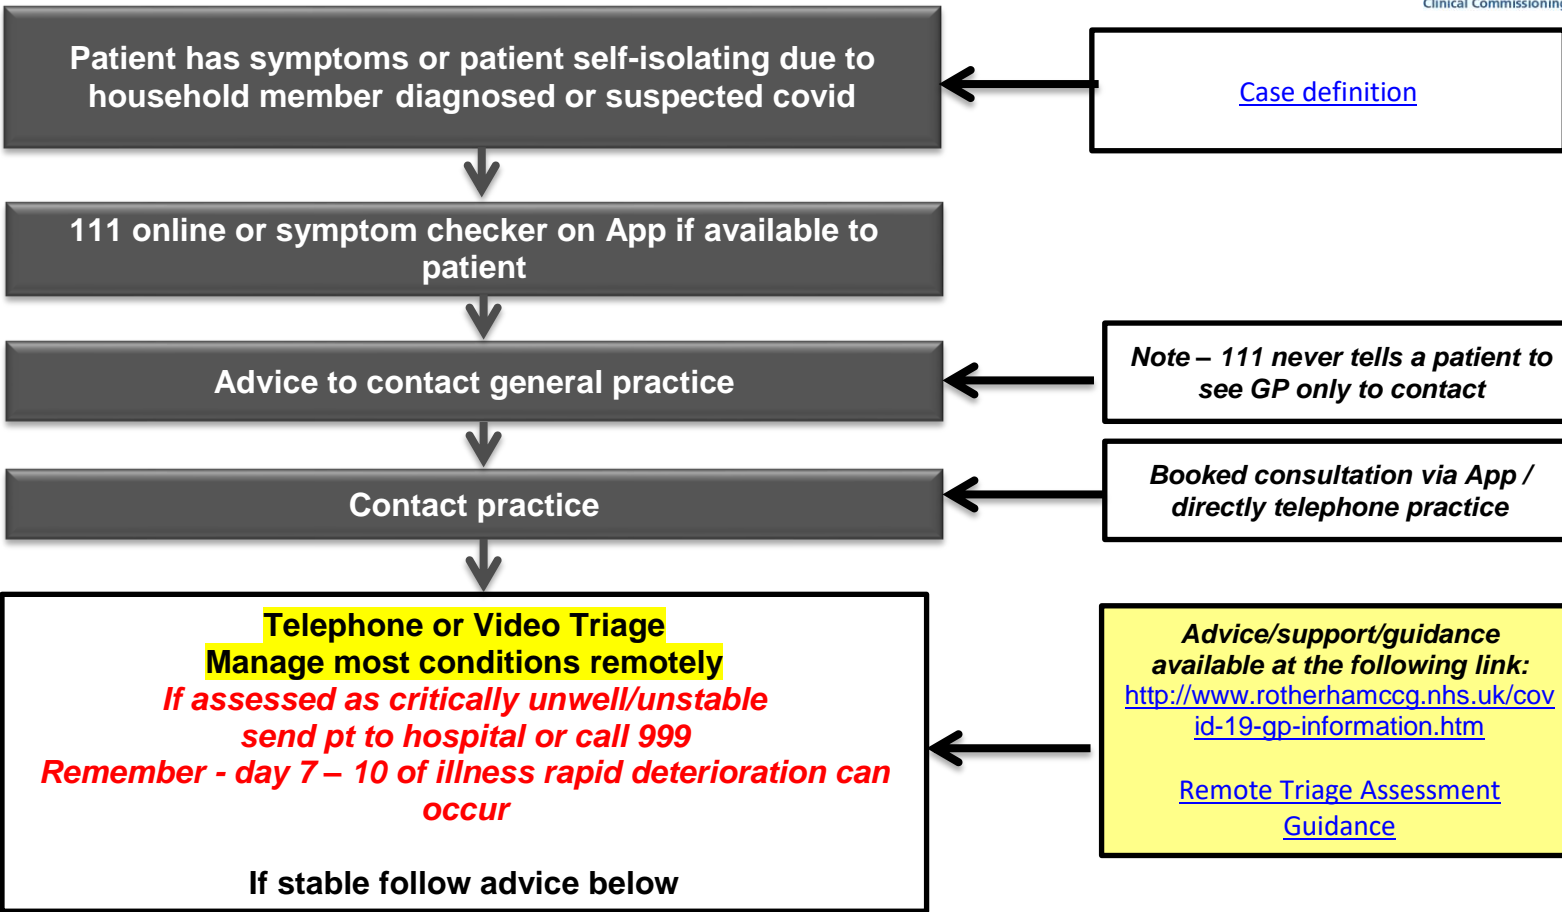 Clinical Commissioning
Patient has symptoms or patient self-isolating due to
household member diagnosed or suspected covid
Case definition
111 online or symptom checker on App if available to
patient
Advice to contact general practice
Note – 111 never tells a patient to
see GP only to contact
Contact practice
Booked consultation via App /
directly telephone practice
Telephone or Video Triage
Manage most conditions remotely
If assessed as critically unwell/unstable
send pt to hospital or call 999
Remember - day 7 – 10 of illness rapid deterioration can
occur
If stable follow advice below
Advice/support/guidance
available at the following link:
http://www.rotherhamccg.nhs.uk/cov
id-19-gp-information.htm
Remote Triage Assessment
Guidance